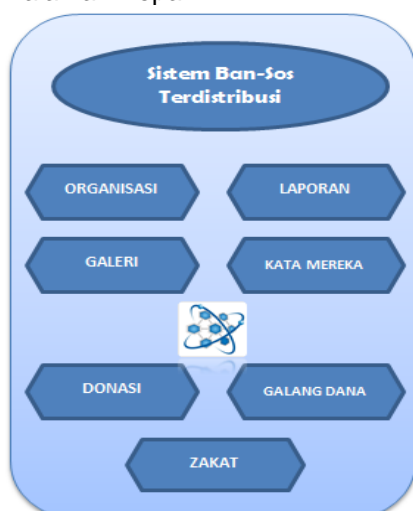 Sistem Ban-Sos
Terdistribusi
ORGANISASI
LAPORAN
GALERI
KATA MEREKA
DONASI
GALANG DANA
ZAKAT